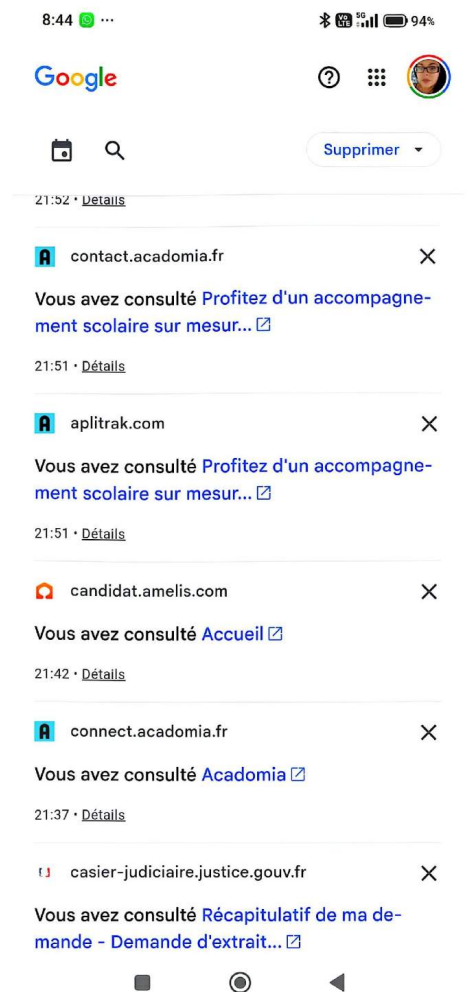 8:44 ...
VO LTE 5G 94%
Google
Supprimer
21:52 • Détails
contact.acadomia.fr
Vous avez consulté Profitez d'un accompagne-
ment scolaire sur mesur...
21:51 • Détails
aplitrak.com
Vous avez consulté Profitez d'un accompagne-
ment scolaire sur mesur...
21:51 • Détails
candidat.amelis.com
Vous avez consulté Accueil
21:42 • Détails
connect.acadomia.fr
Vous avez consulté Acadomia
21:37 • Détails
casier-judiciaire.justice.gouv.fr
Vous avez consulté Récapitulatif de ma de-
mande - Demande d'extrait...